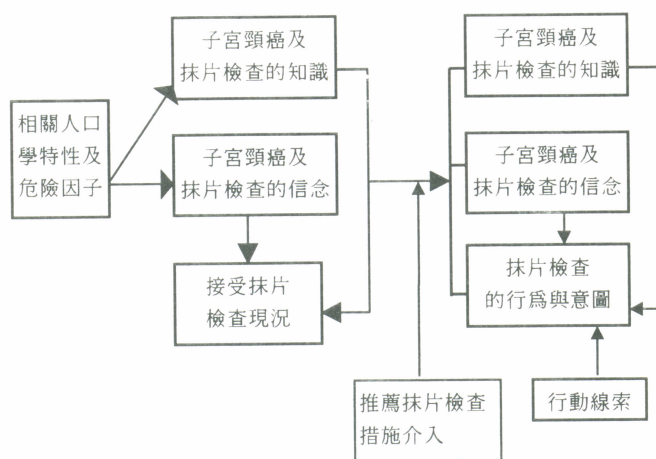 相關人口
學特性及
危險因子
子宮頸癌及
抹片檢查的知識
子宮頸癌及
抹片檢查的信念
接受抹片
檢查現況
子宮頸癌及
抹片檢查的知識
子宮頸癌及
抹片檢查的信念
抹片檢查
的行爲與意圖
推薦抹片檢查
措施介入
行動線索